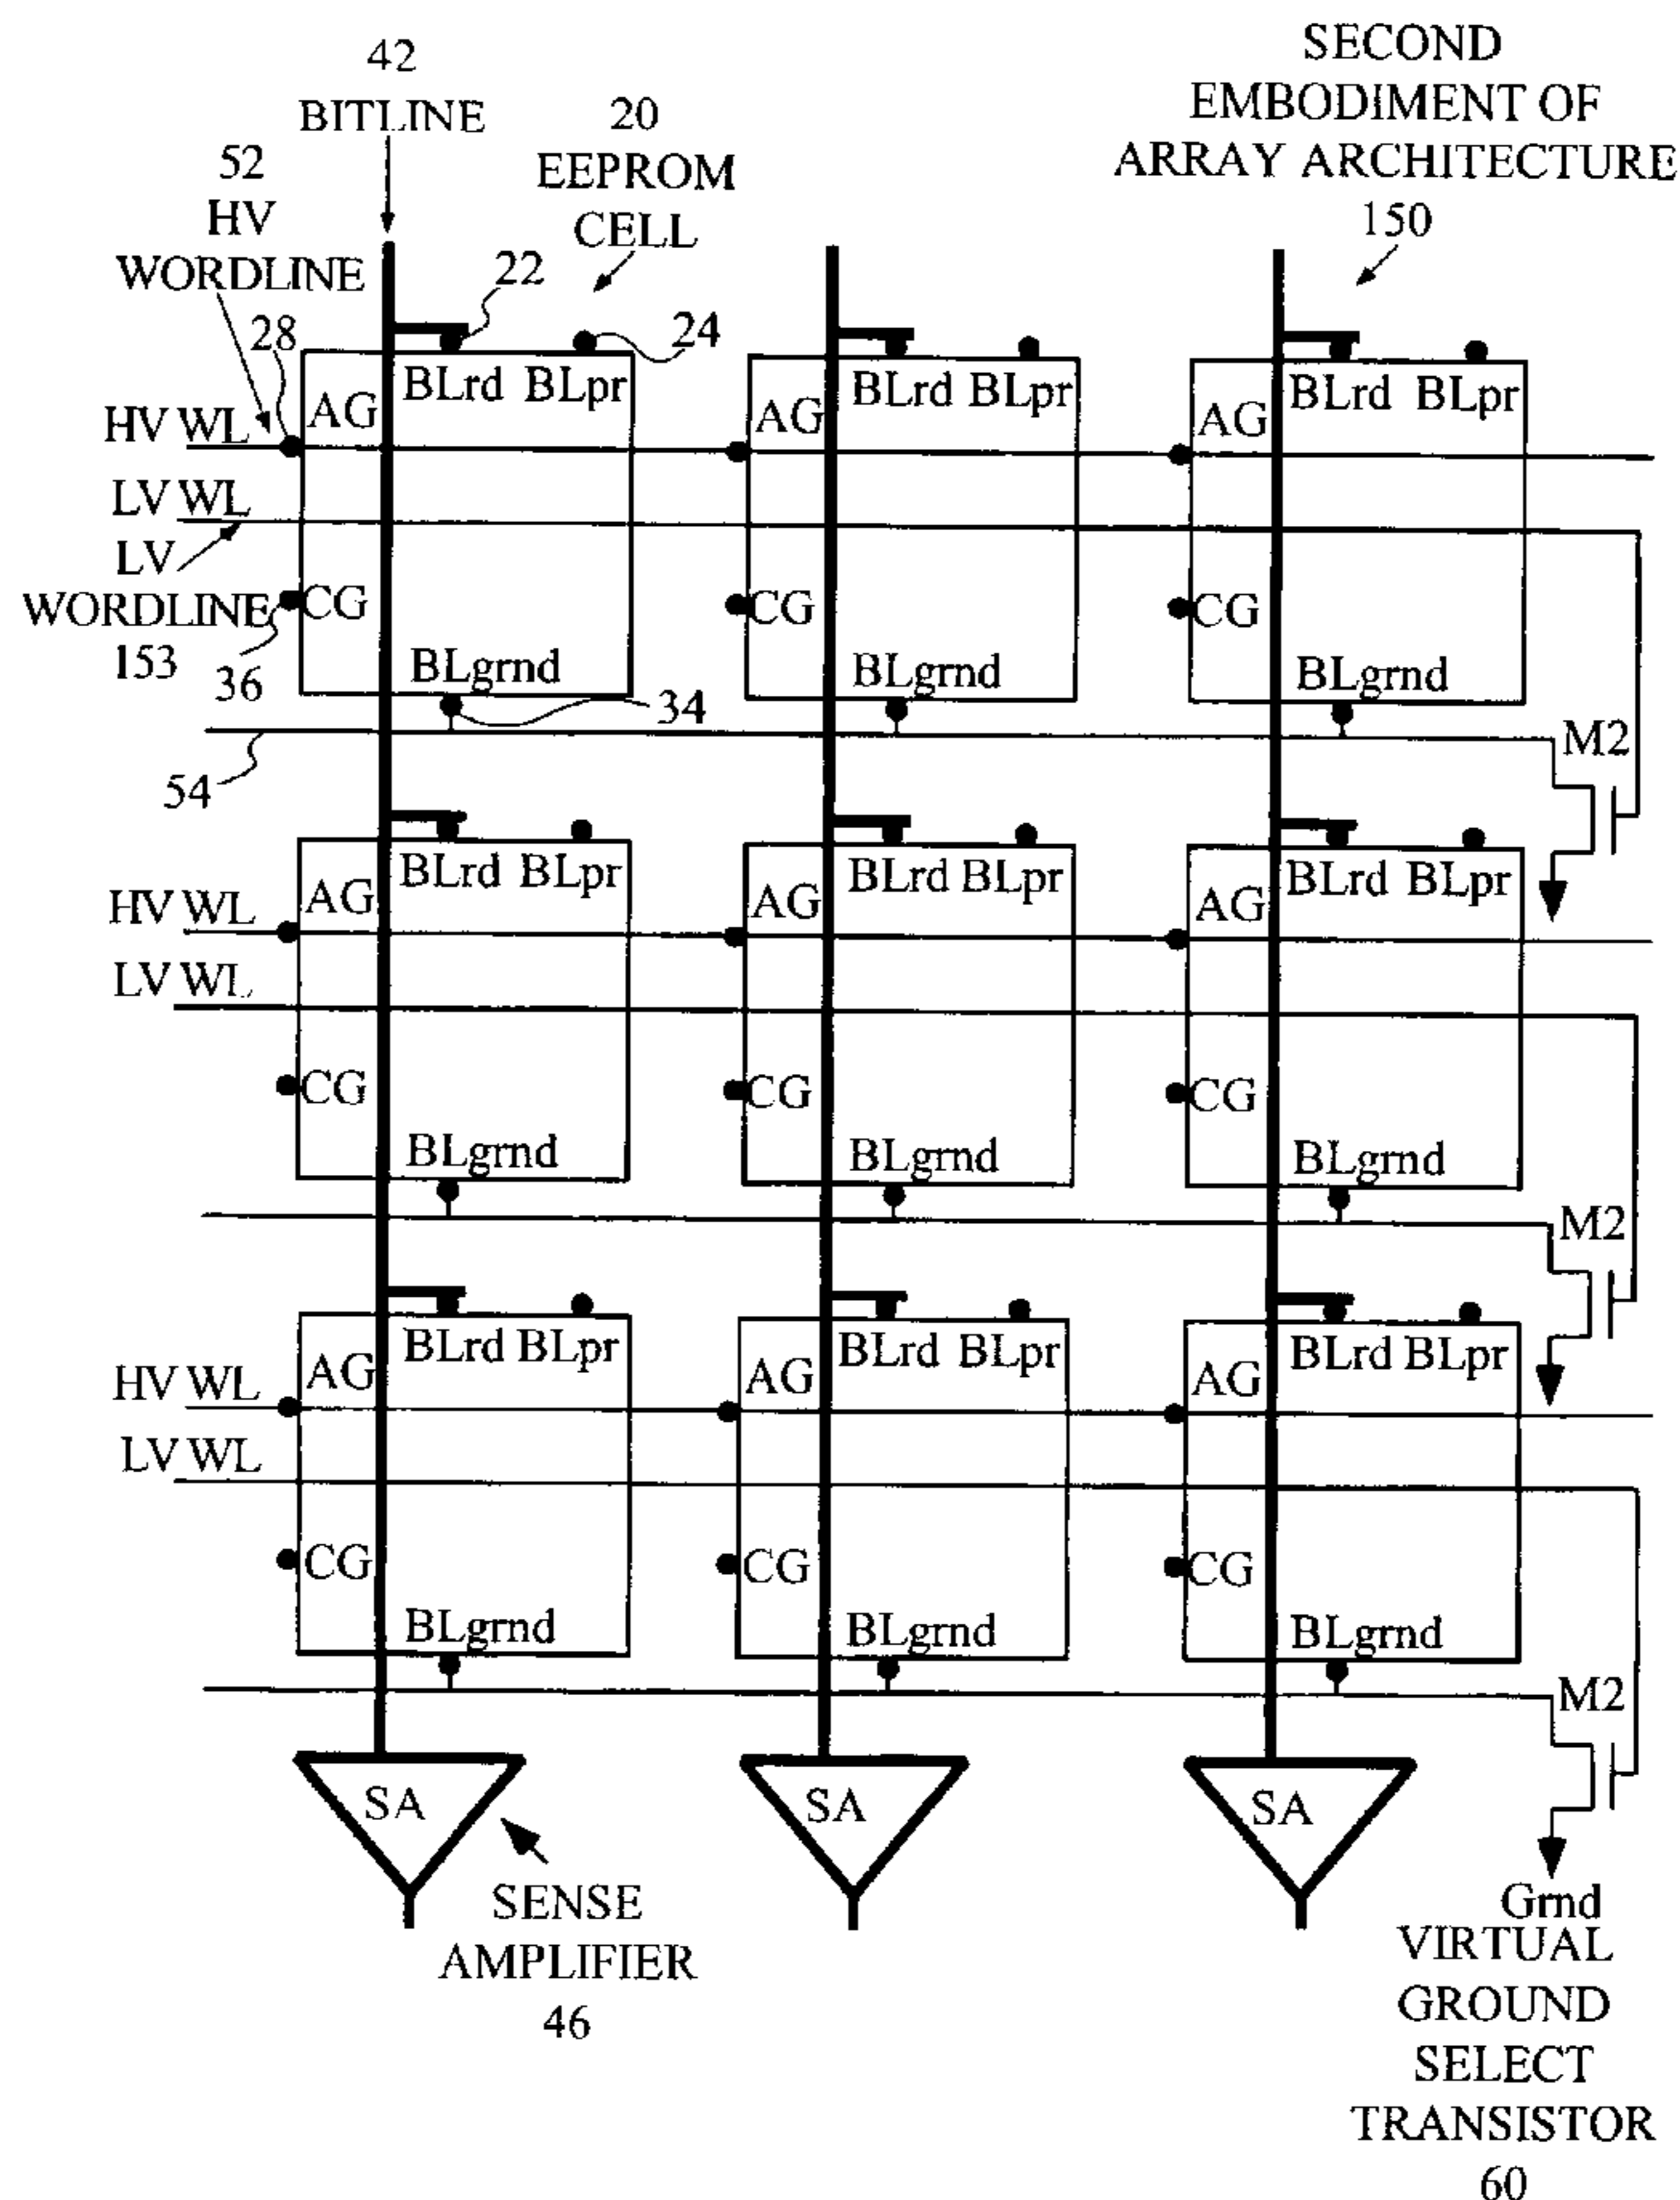 42
BITLINE
20
EEPROM
CELL
SECOND
EMBODIMENT OF
ARRAY ARCHITECTURE
150
52
HV
WORDLINE
22
28
24
BLrd BLpr
BLrd BLpr
BLrd BLpr
AG
AG
AG
HV WL
LV WL
LV
WORDLINE
153
36
CG
CG
CG
BLgrnd
BLgrnd
BLgrnd
34
54
M2
BLrd BLpr
BLrd BLpr
BLrd BLpr
AG
AG
AG
HV WL
LV WL
CG
CG
CG
BLgrnd
BLgrnd
BLgrnd
M2
BLrd BLpr
BLrd BLpr
BLrd BLpr
AG
AG
AG
HV WL
LV WL
CG
CG
CG
BLgrnd
BLgrnd
BLgrnd
M2
SA
SA
SA
SENSE
AMPLIFIER
46
Grnd
VIRTUAL
GROUND
SELECT
TRANSISTOR
60